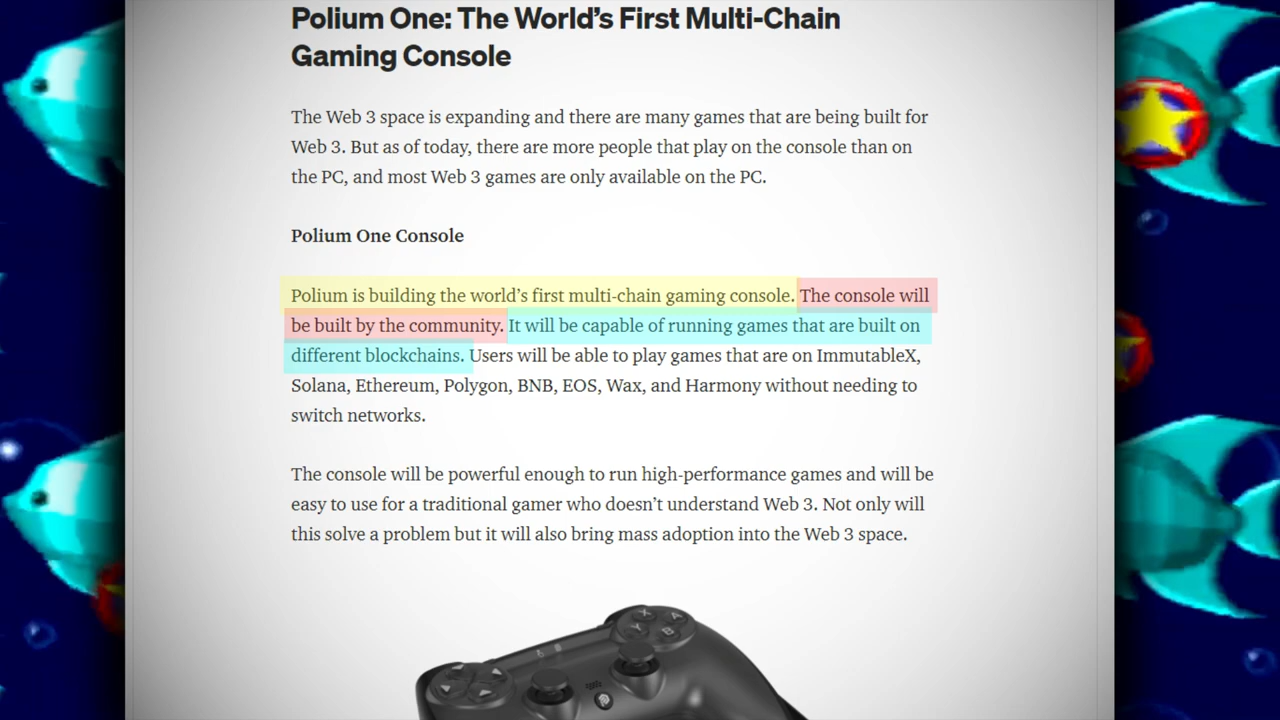 Polium One: The World’s First Multi-Chain
Gaming Console
The Web 3 space is expanding and there are many games that are being built for
Web 3. But as of today, there are more people that play on the console than on
the PC, and most Web 3 games are only available on the PC.
Polium One Console
Polium is building the world’s first multi-chain gaming console. The console will
be built by the community. It will be capable of running games that are built on
different blockchains. Users will be able to play games that are on ImmutableX,
Solana, Ethereum, Polygon, BNB, EOS, Wax, and Harmony without needing to
switch networks.
The console will be powerful enough to run high-performance games and will be
easy to use for a traditional gamer who doesn’t understand Web 3. Not only will
this solve a problem but it will also bring mass adoption into the Web 3 space.
X A
Y B